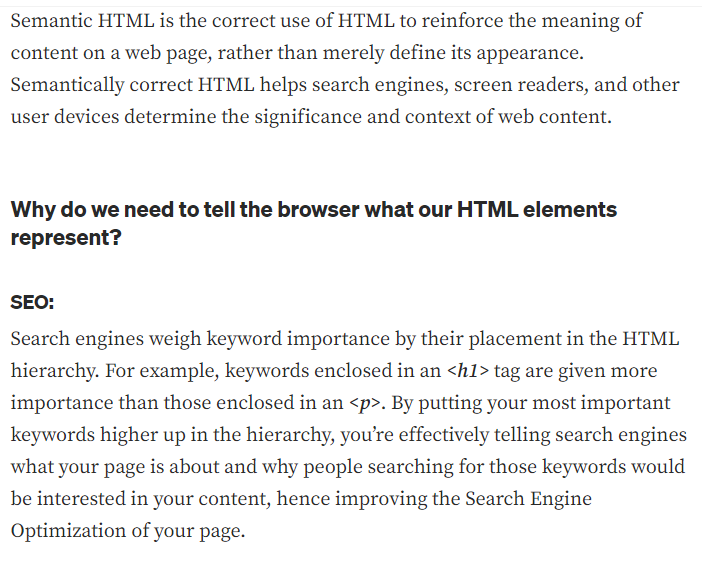 Semantic HTML is the correct use of HTML to reinforce the meaning of
content on a web page, rather than merely define its appearance.
Semantically correct HTML helps search engines, screen readers, and other
user devices determine the significance and context of web content.
Why do we need to tell the browser what our HTML elements
represent?
SEO:
Search engines weigh keyword importance by their placement in the HTML
hierarchy. For example, keywords enclosed in an <h1> tag are given more
importance than those enclosed in an <p>. By putting your most important
keywords higher up in the hierarchy, you’re effectively telling search engines
what your page is about and why people searching for those keywords would
be interested in your content, hence improving the Search Engine
Optimization of your page.